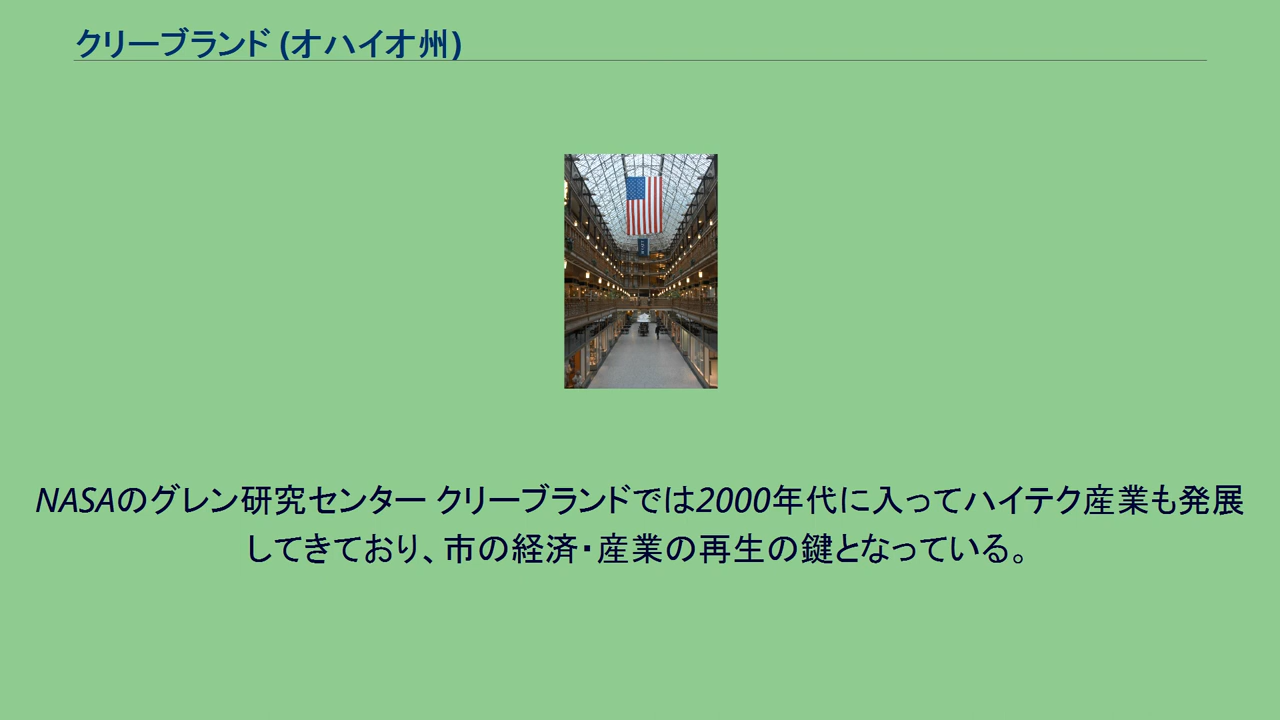 クリーブランド (オハイオ州)
NASAのグレン研究センター クリーブランドでは2000年代に入ってハイテク産業も発展
してきており、市の経済・産業の再生の鍵となっている。